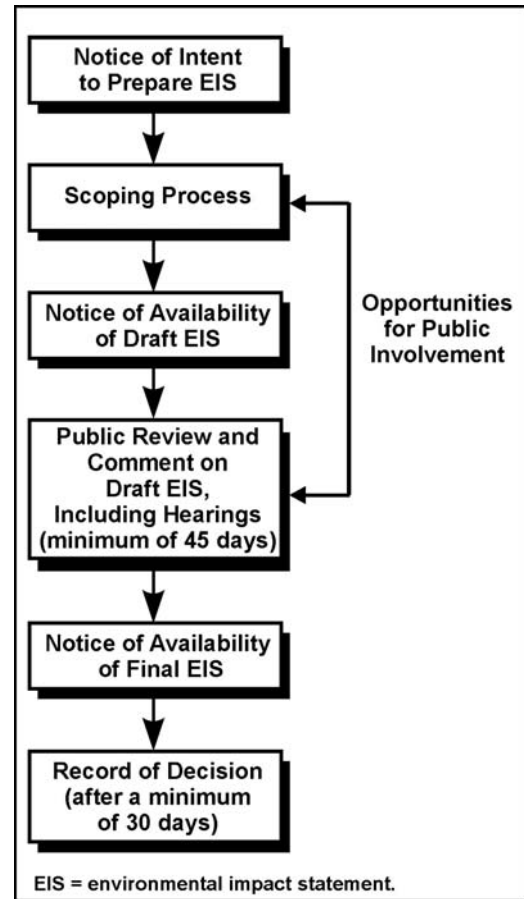 Notice of Intent
to Prepare EIS
Scoping Process
Opportunities
for Public
Involvement
Notice of Availability
of Draft EIS
Public Review and
Comment on
Draft EIS,
Including Hearings
(minimum of 45 days)
Notice of Availability
of Final EIS
Record of Decision
(after a minimum
of 30 days)
EIS = environmental impact statement.